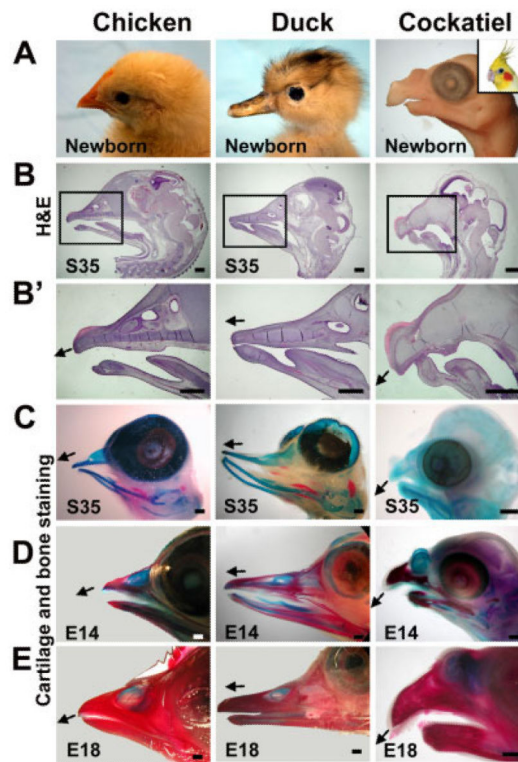 Chicken Duck Cockatiel
A
Newborn Newborn Newborn
B
H&E
S35
B'
C
S35 S35 S35
Cartilage and bone staining
D
E14 E14 E14
E
E18 E18 E18